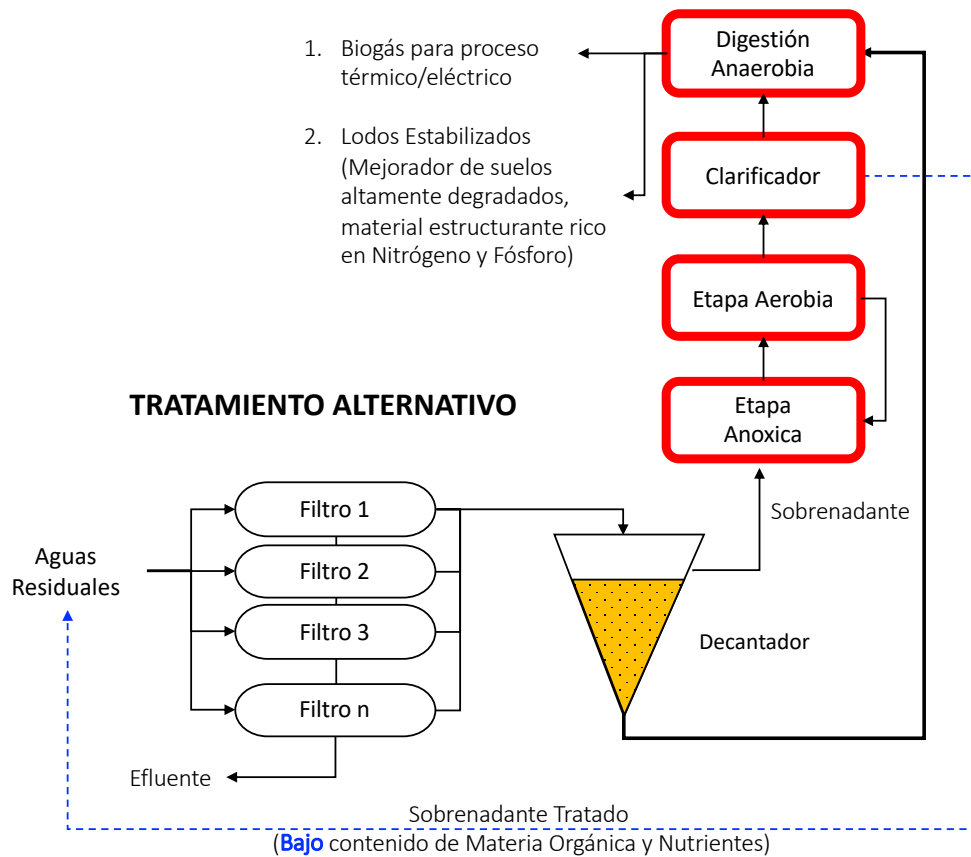 1. Biogás para proceso
térmico/eléctrico
2. Lodos Estabilizados
(Mejorador de suelos
altamente degradados,
material estructurante rico
en Nitrógeno y Fósforo)
Digestión
Anaerobia
Clarificador
Etapa Aerobia
Etapa
Anoxica
TRATAMIENTO ALTERNATIVO
Sobrenadante
Aguas
Residuales
Filtro 1
Filtro 2
Filtro 3
Filtro n
Decantador
Efluente
Sobrenadante Tratado
(Bajo contenido de Materia Orgánica y Nutrientes)